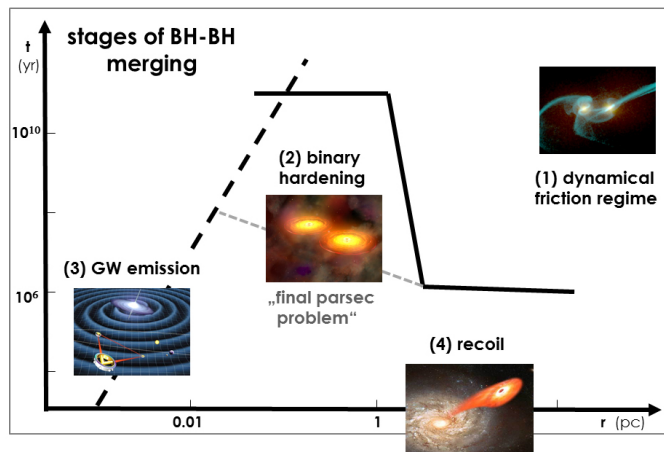 stages of BH-BH
merging
t
(yr)
10¹⁰
(2) binary
hardening
(1) dynamical
friction regime
(3) GW emission
10⁶
„final parsec
problem“
(4) recoil
0.01
1
r (pc)